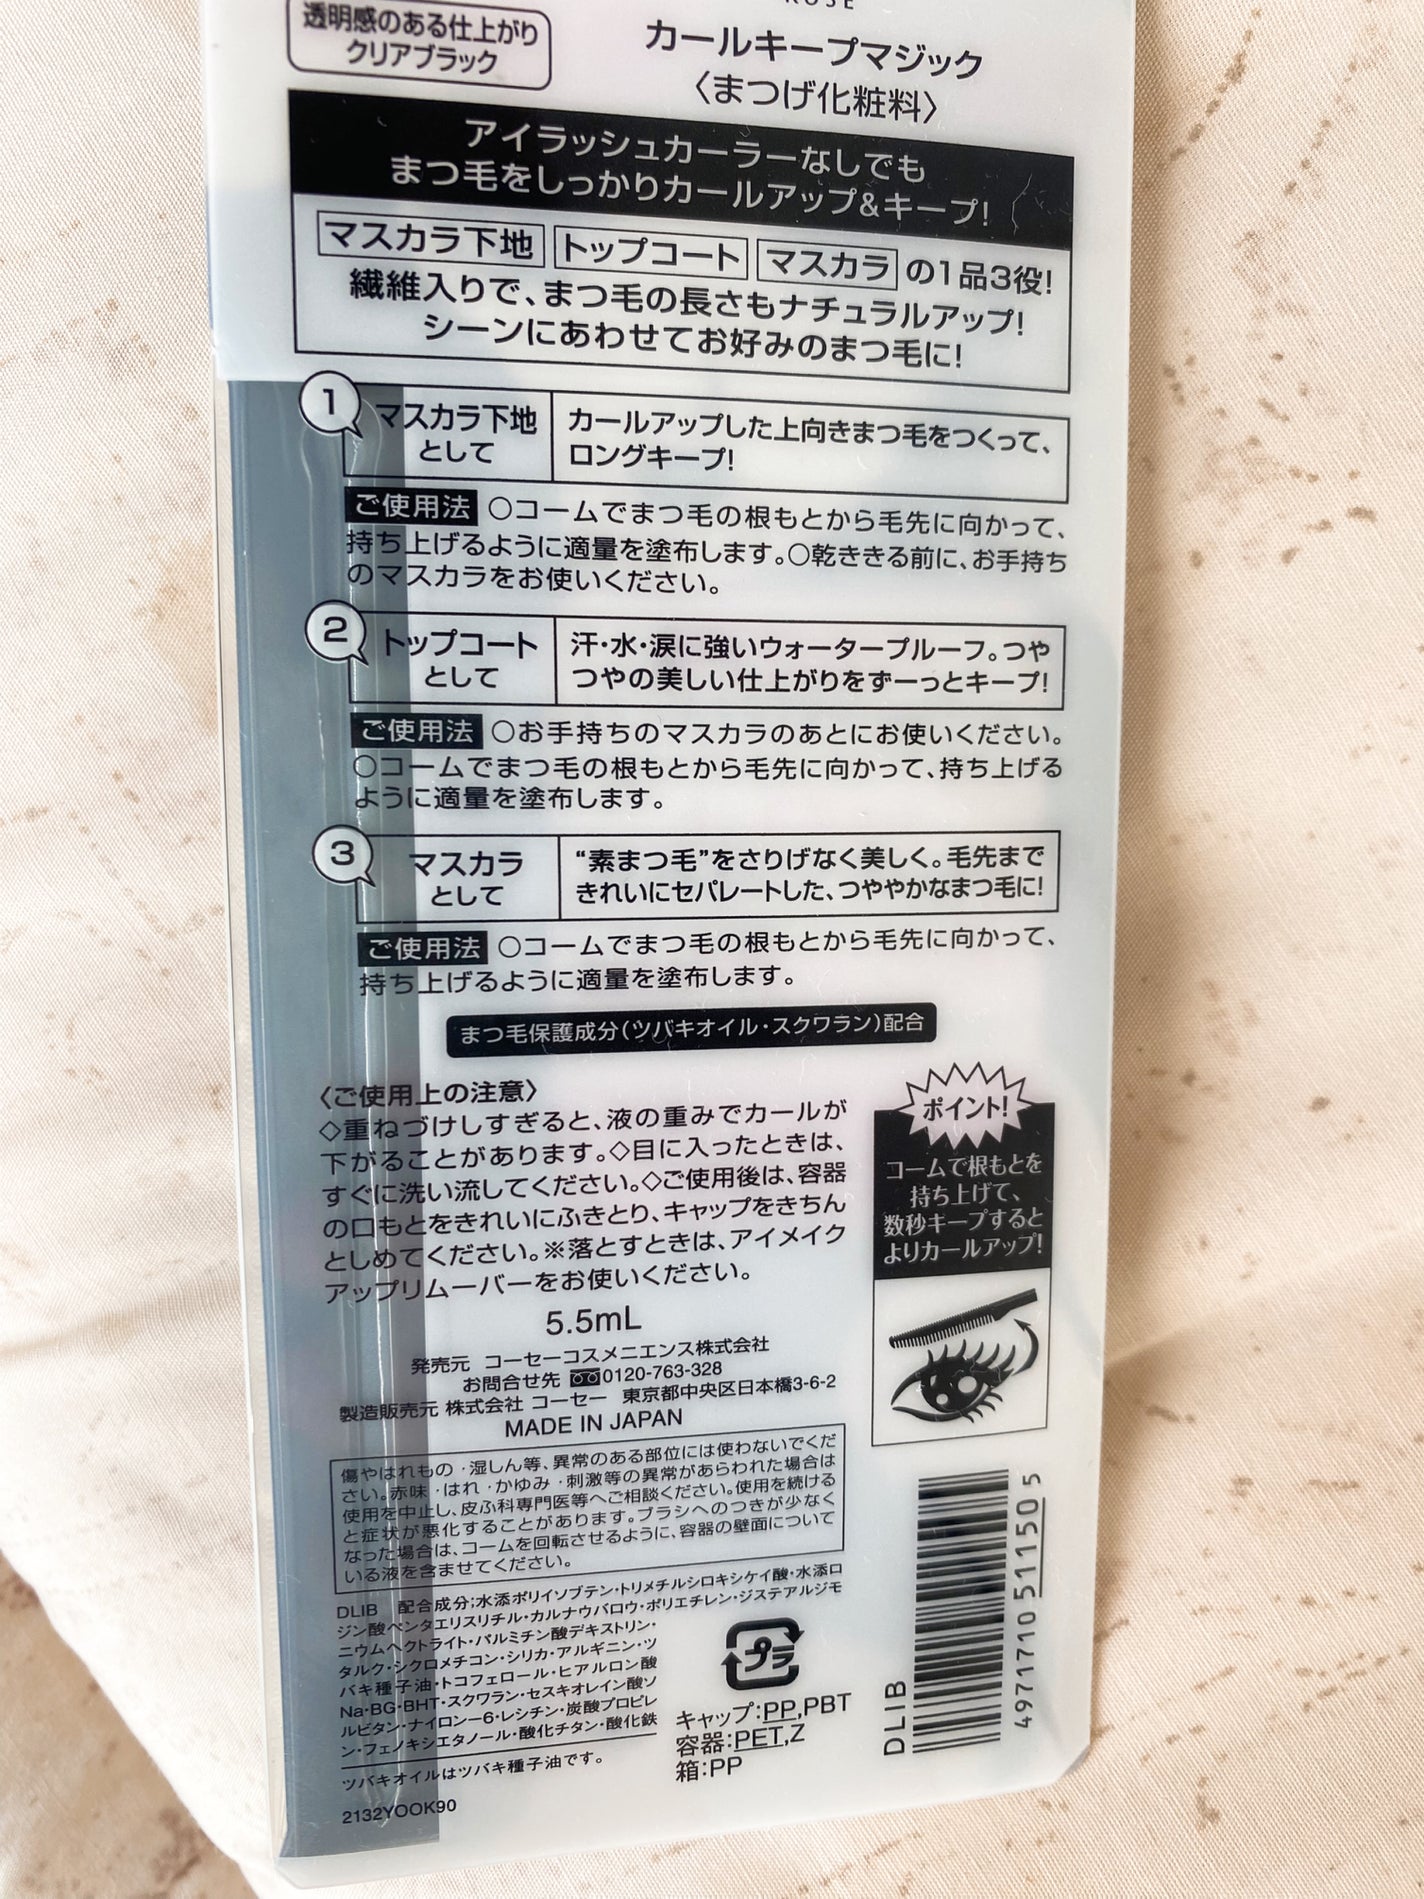 KOSÉ
透明感のある仕上がり
クリアブラック
カールキープマジック
〈まつげ化粧料〉
アイラッシュカーラーなしでも
まつ毛をしっかりカールアップ&キープ!
マスカラ下地 トップコート マスカラ の1品3役!
繊維入りで、まつ毛の長さもナチュラルアップ!
シーンにあわせてお好みのまつ毛に!
1 マスカラ下地
として
カールアップした上向きまつ毛をつくって、
ロングキープ!
ご使用法 〇コームでまつ毛の根もとから毛先に向かって、
持ち上げるように適量を塗布します。〇乾ききる前に、お手持ち
のマスカラをお使いください。
2 トップコート
として
汗・水・涙に強いウォータープルーフ。つや
つやの美しい仕上がりをずーっとキープ!
ご使用法 〇お手持ちのマスカラのあとにお使いください。
〇コームでまつ毛の根もとから毛先に向かって、持ち上げる
ように適量を塗布します。
3 マスカラ
として
“素まつ毛”をさりげなく美しく。毛先まで
きれいにセパレートした、つややかなまつ毛に!
ご使用法 〇コームでまつ毛の根もとから毛先に向かって、
持ち上げるように適量を塗布します。
まつ毛保護成分(ツバキオイル・スクワラン)配合
〈ご使用上の注意〉
◇重ねづけしすぎると、液の重みでカールが
下がることがあります。◇目に入ったときは、
すぐに洗い流してください。◇ご使用後は、容器
の口もとをきれいにふきとり、キャップをきちん
としめてください。※落とすときは、アイメイク
アップリムーバーをお使いください。
ポイント!
コームで根もとを
持ち上げて、
数秒キープすると
よりカールアップ!
5.5mL
発売元 コーセーコスメニエンス株式会社
お問合せ先 0120-763-328
製造販売元 株式会社 コーセー 東京都中央区日本橋3-6-2
MADE IN JAPAN
傷やはれもの・湿しん等、異常のある部位には使わないでくだ
さい。赤味・はれ・かゆみ・刺激等の異常があらわれた場合は
使用を中止し、皮ふ科専門医等へご相談ください。使用を続ける
と症状が悪化することがあります。ブラシへのつきが少なく
なった場合は、コームを回転させるように、容器の壁面について
いる液を含ませてください。
DLIB 配合成分;水添ポリイソブテン・トリメチルシロキシケイ酸・水添ロ
ジン酸ペンタエリスリチル・カルナウバロウ・ポリエチレン・ジステアルジモ
ニウムヘクトライト・パルミチン酸デキストリン・
タルク・シクロメチコン・シリカ・アルギニン・ツ
バキ種子油・トコフェロール・ヒアルロン酸
Na・BG・BHT・スクワラン・セスキオレイン酸ソ
ルビタン・ナイロン－6・レシチン・炭酸プロピレ
ン・フェノキシエタノール・酸化チタン・酸化鉄
ツバキオイルはツバキ種子油です。
2132YOOK90
プラ
キャップ:PP,PBT
容器:PET,Z
箱:PP
DLIB
4971710511505